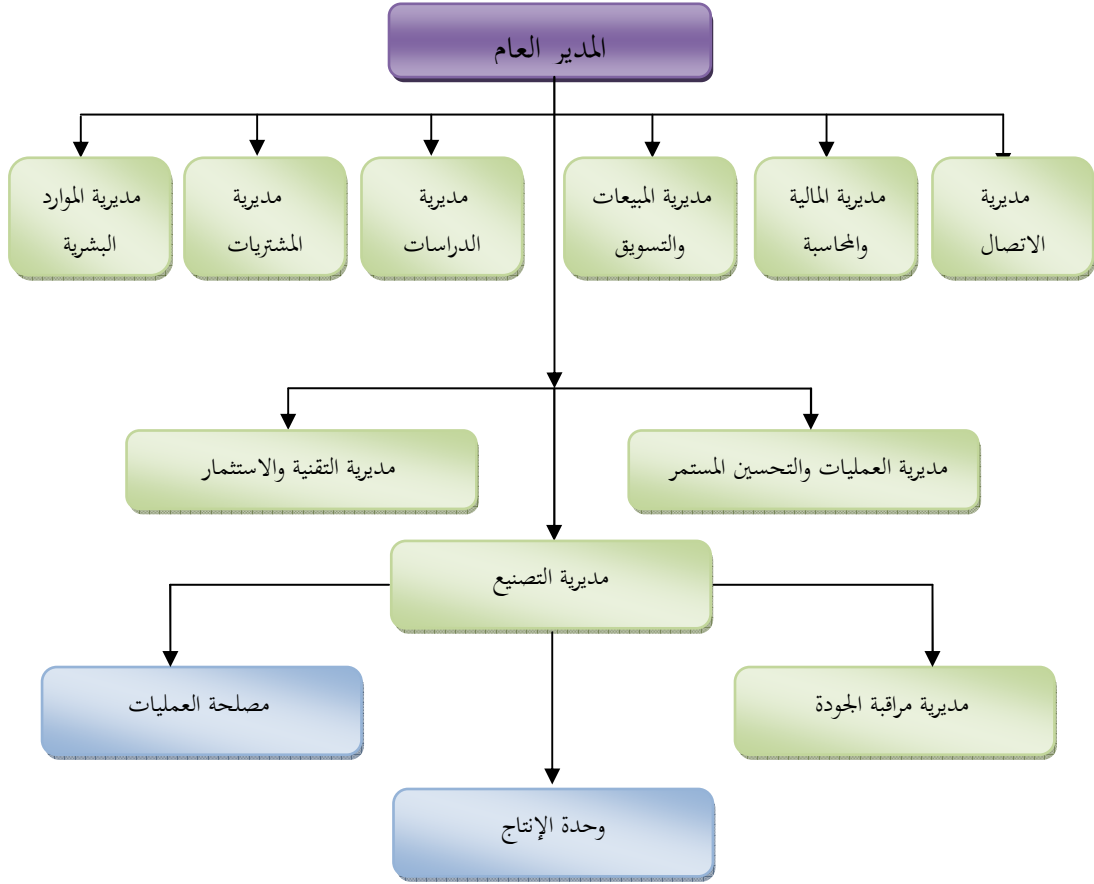 المدير العام
مديرية
الاتصال
مديرية المالية
والمحاسبة
مديرية المبيعات
والتسويق
مديرية
الدراسات
مديرية
المشتريات
مديرية الموارد
البشرية
مديرية العمليات والتحسين المستمر
مديرية التقنية والاستثمار
مديرية التصنيع
مديرية مراقبة الجودة
مصلحة العمليات
وحدة الإنتاج